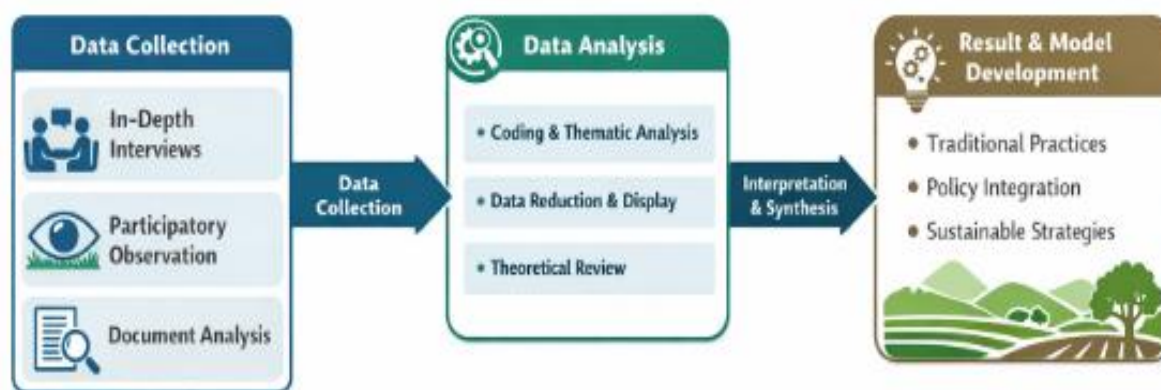 Data Collection
In-Depth
Interviews
Participatory
Observation
Document Analysis
Data
Collection
Data Analysis
• Coding & Thematic Analysis
• Data Reduction & Display
• Theoretical Review
Interpretation
& Synthesis
Result & Model
Development
• Traditional Practices
• Policy Integration
• Sustainable Strategies